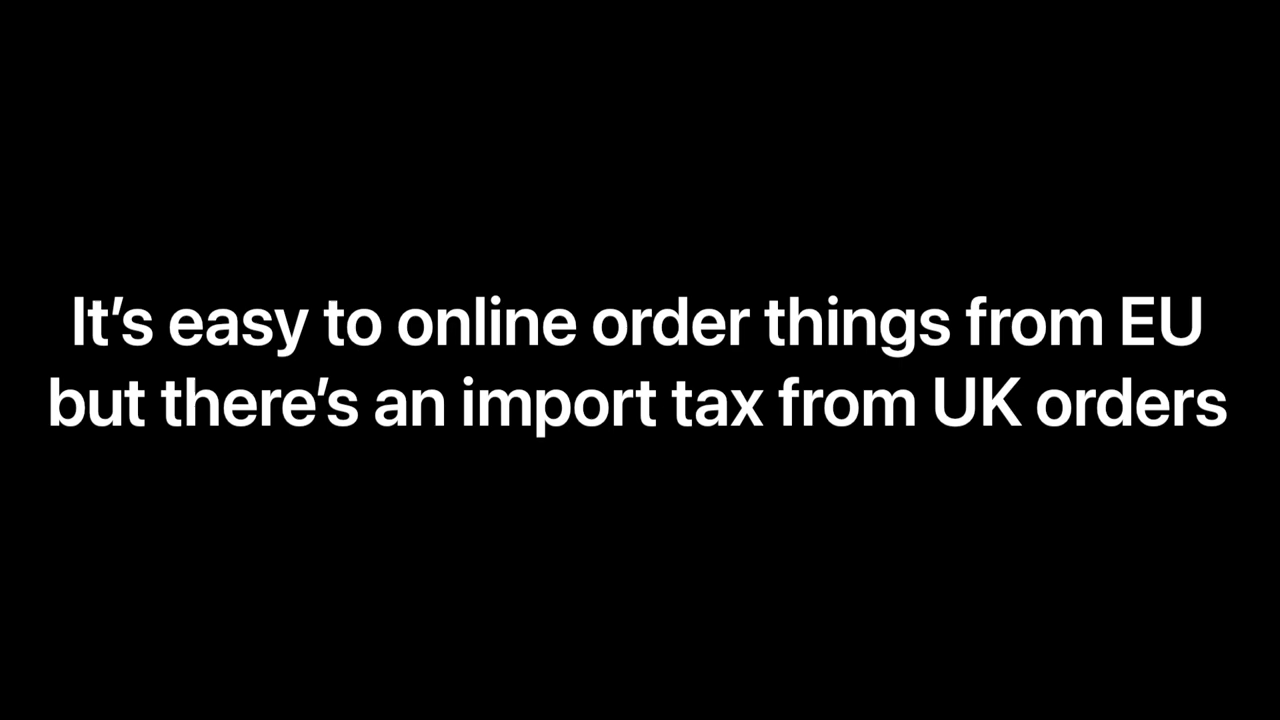 It’s easy to online order things from EU
but there’s an import tax from UK orders